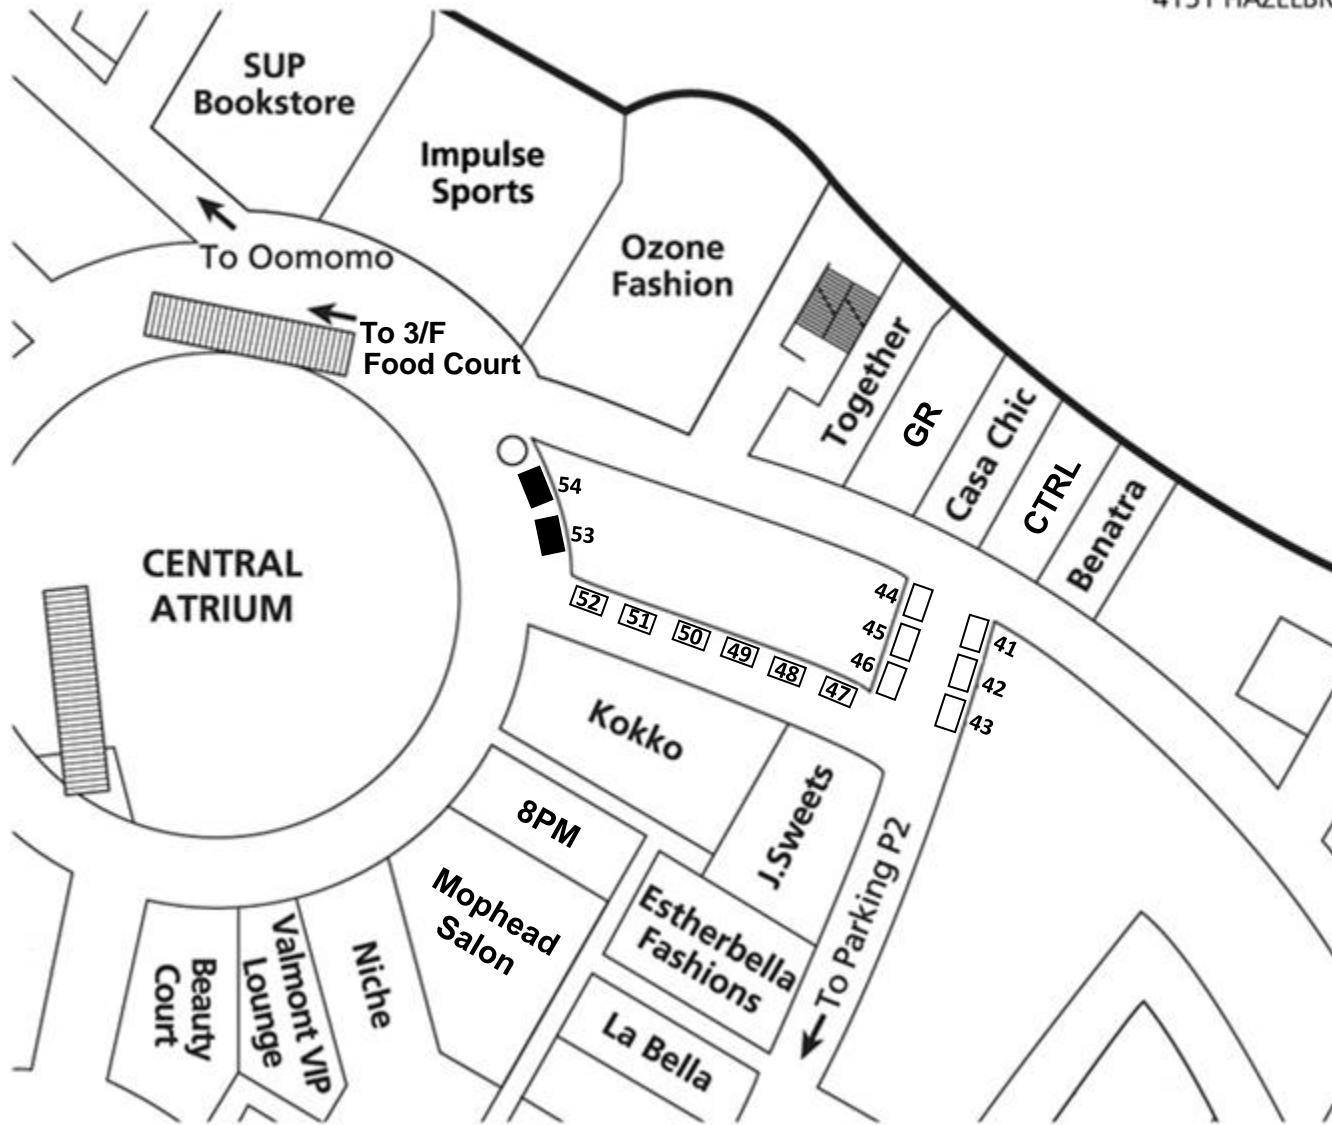 SUP
Bookstore
Impulse
Sports
Ozone
Fashion
To Oomomo
To 3/F
Food Court
Together
GR
Casa Chic
CTRL
Benatra
54
53
CENTRAL
ATRIUM
52
51
50
49
48
47
44
45
46
41
42
43
Kokko
J.Sweets
8PM
Mophead
Salon
Estherbella
Fashions
To Parking P2
La Bella
Beauty
Court
Valmont VIP
Lounge
Niche